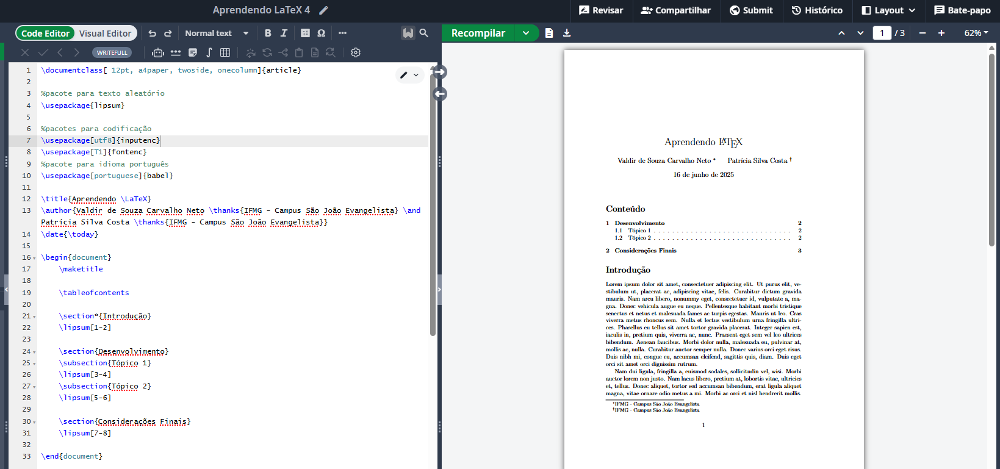 Aprendendo LaTeX 4
Revisar
Compartilhar
Submit
Histórico
Layout
Bate-papo
Code Editor
Visual Editor
Normal text
B
I
Ω
Recompilar
1 / 3
62%
WRITEFULL
1 \documentclass[ 12pt, a4paper, twoside, onecolumn]{article}
2
3 %pacote para texto aleatório
4 \usepackage{lipsum}
5
6 %pacotes para codificação
7 \usepackage[utf8]{inputenc}
8 \usepackage[T1]{fontenc}
9 %pacote para idioma português
10 \usepackage[portuguese]{babel}
11
12 \title{Aprendendo \LaTeX}
13 \author{Valdir de Souza Carvalho Neto \thanks{IFMG - Campus São João Evangelista} \and
Patrícia Silva Costa \thanks{IFMG - Campus São João Evangelista}}
14 \date{\today}
15
16 \begin{document}
17 \maketitle
18
19 \tableofcontents
20
21 \section*{Introdução}
22 \lipsum[1-2]
23
24 \section{Desenvolvimento}
25 \subsection{Tópico 1}
26 \lipsum[3-4]
27 \subsection{Tópico 2}
28 \lipsum[5-6]
29
30 \section{Considerações Finais}
31 \lipsum[7-8]
32
33 \end{document}
Aprendendo LATEX
Valdir de Souza Carvalho Neto * Patrícia Silva Costa †
16 de junho de 2025
Conteúdo
1 Desenvolvimento 2
1.1 Tópico 1 . . . . . . . . . . . . . . . . . . . . . . . . . . . . . . 2
1.2 Tópico 2 . . . . . . . . . . . . . . . . . . . . . . . . . . . . . . 2
2 Considerações Finais 3
Introdução
Lorem ipsum dolor sit amet, consectetuer adipiscing elit. Ut purus elit, ve-
stibulum ut, placerat ac, adipiscing vitae, felis. Curabitur dictum gravida
mauris. Nam arcu libero, nonummy eget, consectetuer id, vulputate a, ma-
gna. Donec vehicula augue eu neque. Pellentesque habitant morbi tristique
senectus et netus et malesuada fames ac turpis egestas. Mauris ut leo. Cras
viverra metus rhoncus sem. Nulla et lectus vestibulum urna fringilla ultri-
ces. Phasellus eu tellus sit amet tortor gravida placerat. Integer sapien est,
iaculis in, pretium quis, viverra ac, nunc. Praesent eget sem vel leo ultrices
bibendum. Aenean faucibus. Morbi dolor nulla, malesuada eu, pulvinar at,
mollis ac, nulla. Curabitur auctor semper nulla. Donec varius orci eget risus.
Duis nibh mi, congue eu, accumsan eleifend, sagittis quis, diam. Duis eget
orci sit amet orci dignissim rutrum.
Nam dui ligula, fringilla a, euismod sodales, sollicitudin vel, wisi. Morbi
auctor lorem non justo. Nam lacus libero, pretium at, lobortis vitae, ultricies
et, tellus. Donec aliquet, tortor sed accumsan bibendum, erat ligula aliquet
magna, vitae ornare odio metus a mi. Morbi ac orci et nisl hendrerit mollis.
*IFMG - Campus São João Evangelista
†IFMG - Campus São João Evangelista
1